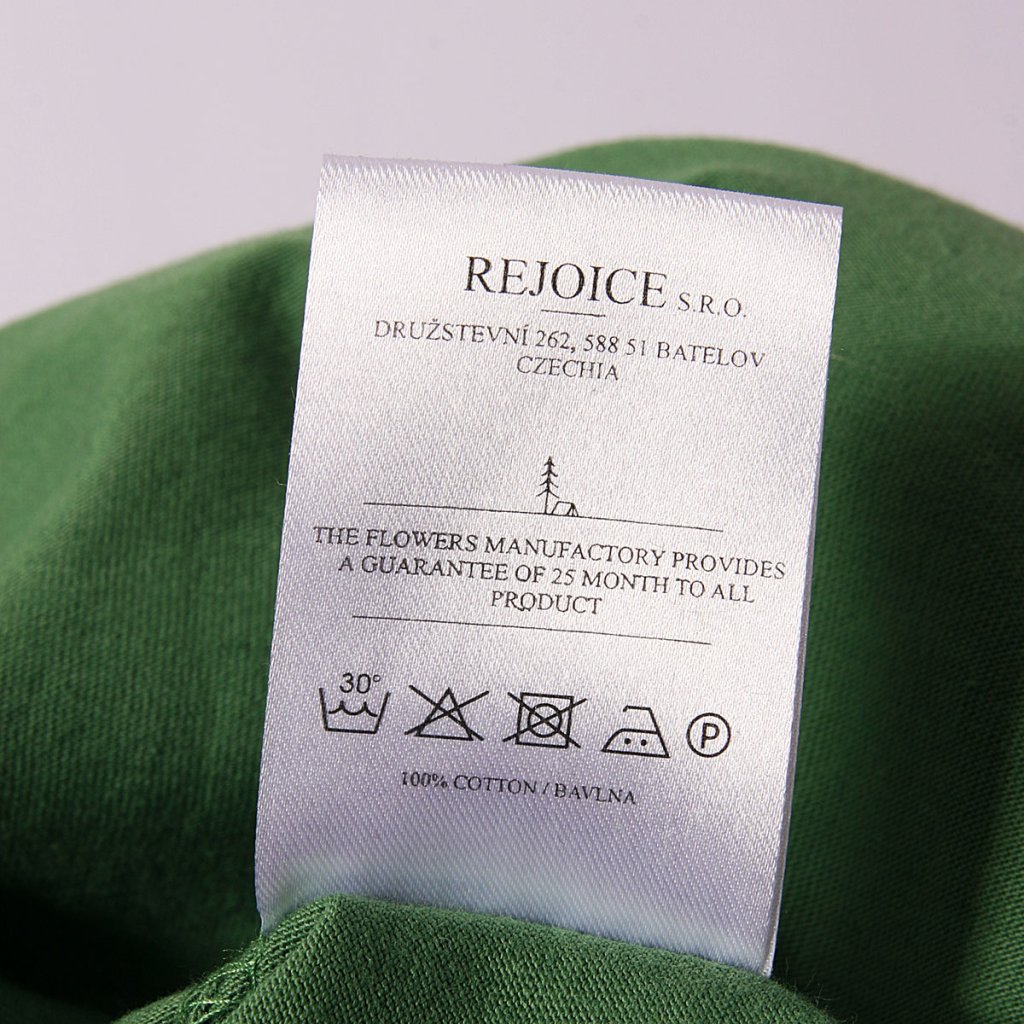 REJOICE S.R.O.
DRUŽSTEVNÍ 262, 588 51 BATELOV
CZECHIA
THE FLOWERS MANUFACTORY PROVIDES
A GUARANTEE OF 25 MONTH TO ALL
PRODUCT
30°
P
100% COTTON / BAVLNA